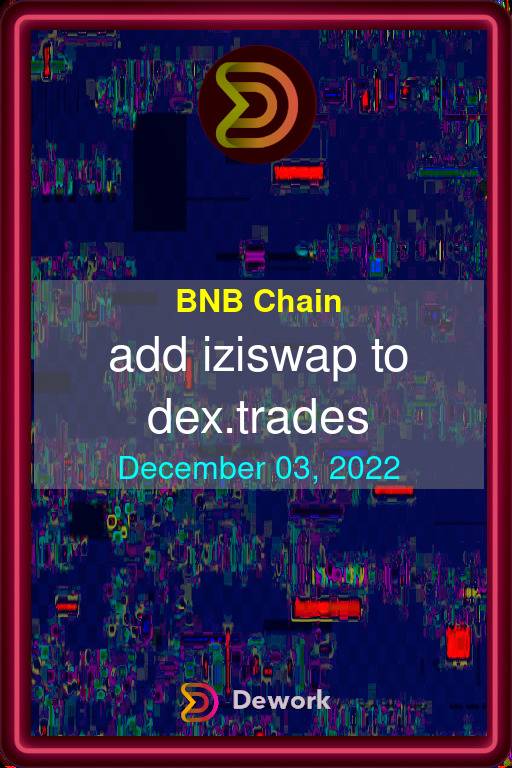 BNB Chain
add iziswap to
dex.trades
December 03, 2022
Dework